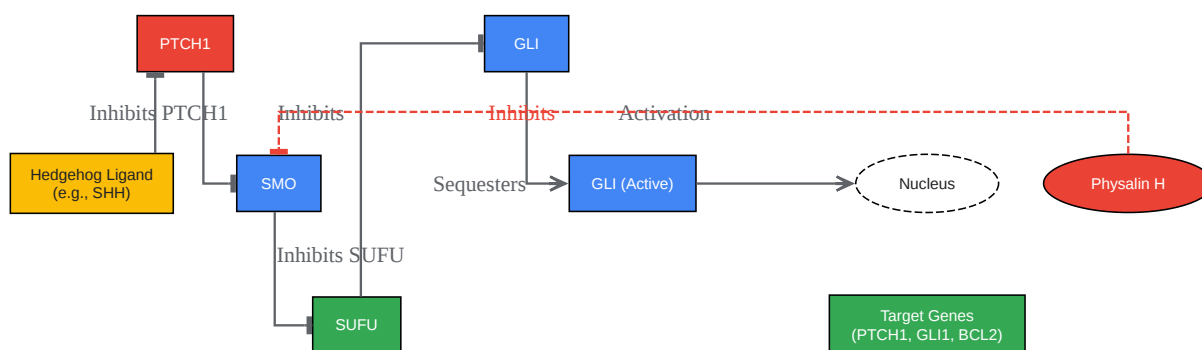 PTCH1
GLI
Inhibits PTCH1
Inhibits
Inhibits
Activation
Hedgehog Ligand
(e.g., SHH)
SMO
Sequesters
GLI (Active)
Nucleus
Physalin H
Inhibits SUFU
SUFU
Target Genes
(PTCH1, GLI1, BCL2)